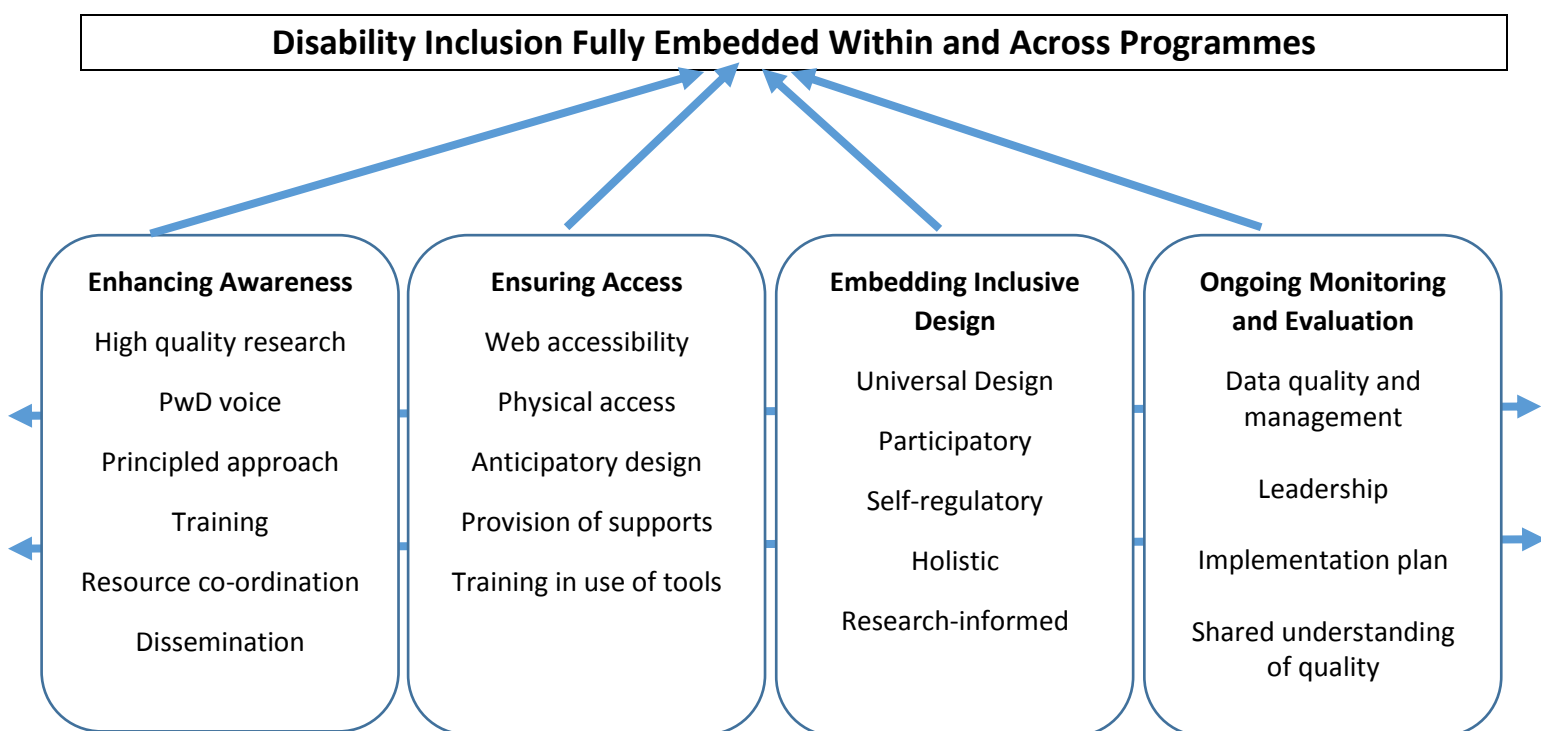 Disability Inclusion Fully Embedded Within and Across Programmes
Enhancing Awareness
High quality research
PwD voice
Principled approach
Training
Resource co-ordination
Dissemination
Ensuring Access
Web accessibility
Physical access
Anticipatory design
Provision of supports
Training in use of tools
Embedding Inclusive
Design
Universal Design
Participatory
Self-regulatory
Holistic
Research-informed
Ongoing Monitoring
and Evaluation
Data quality and
management
Leadership
Implementation plan
Shared understanding
of quality